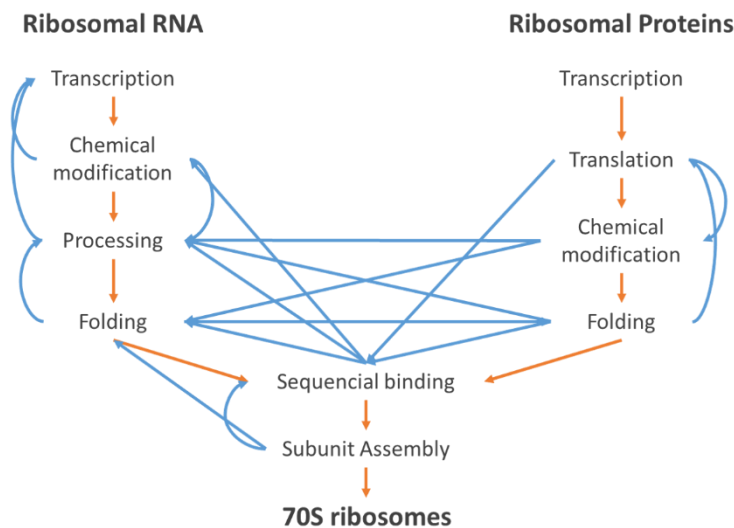 Ribosomal RNA
Transcription
Chemical
modification
Processing
Folding
Ribosomal Proteins
Transcription
Translation
Chemical
modification
Folding
Sequencial binding
Subunit Assembly
70S ribosomes